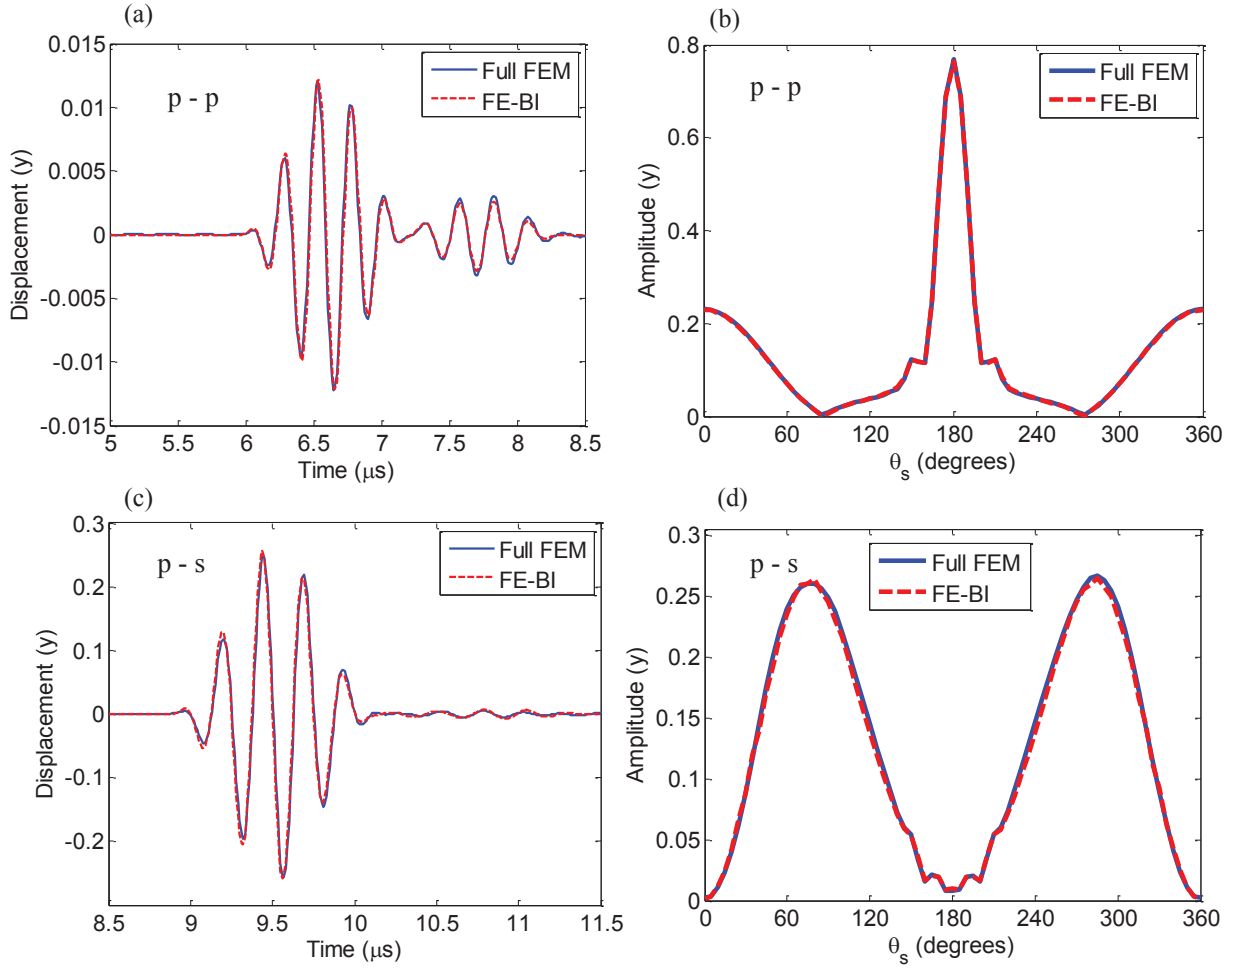 (a)
0.015
0.01
0.005
0
-0.005
-0.01
-0.015
Displacement (y)
p - p
Full FEM
FE-BI
5 5.5 6 6.5 7 7.5 8 8.5
Time (μs)
(b)
0.8
0.6
0.4
0.2
0
Amplitude (y)
p - p
Full FEM
FE-BI
0 60 120 180 240 300 360
θs (degrees)
(c)
0.3
0.2
0.1
0
-0.1
-0.2
Displacement (y)
p - s
Full FEM
FE-BI
8.5 9 9.5 10 10.5 11 11.5
Time (μs)
(d)
0.3
0.25
0.2
0.15
0.1
0.05
0
Amplitude (y)
p - s
Full FEM
FE-BI
0 60 120 180 240 300 360
θs (degrees)